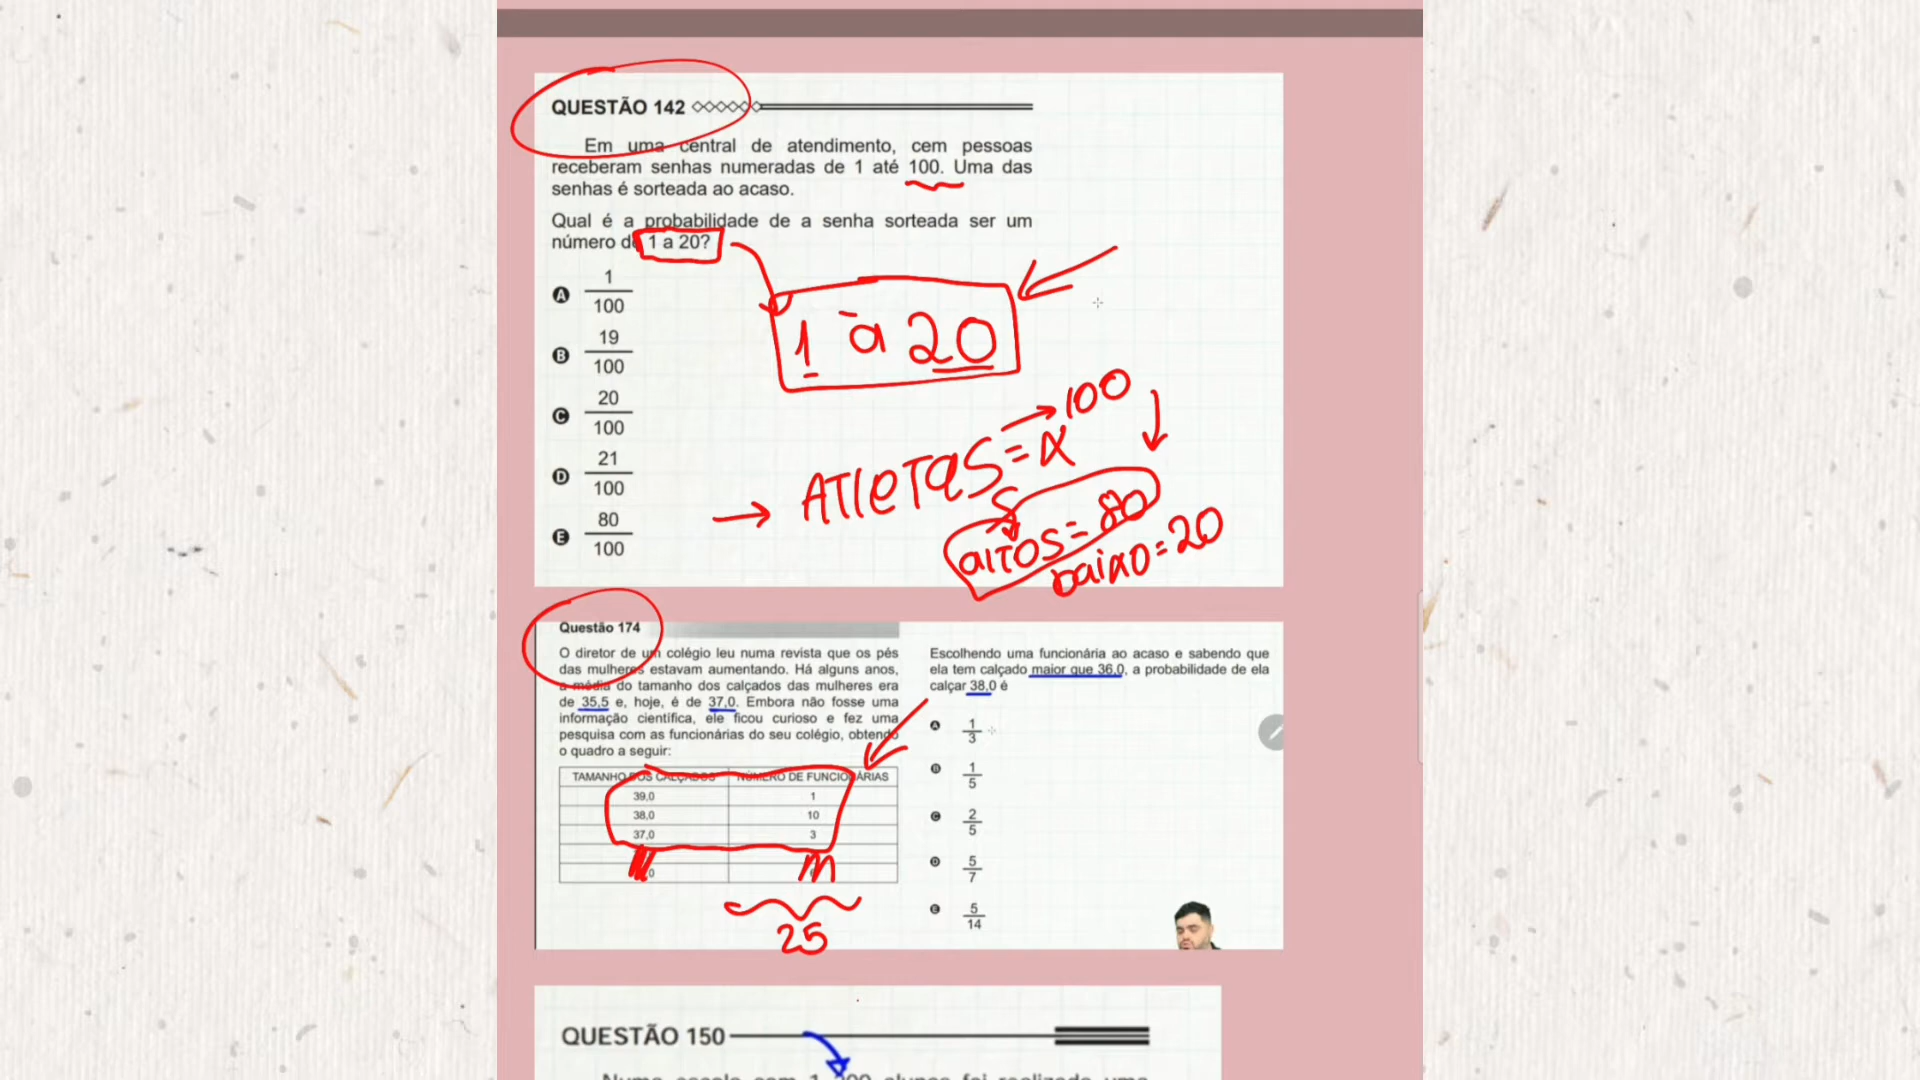 QUESTÃO 142
Em uma central de atendimento, cem pessoas
receberam senhas numeradas de 1 até 100. Uma das
senhas é sorteada ao acaso.
Qual é a probabilidade de a senha sorteada ser um
número de 1 a 20?
A 1/100
B 19/100
C 20/100
D 21/100
E 80/100
1 a 20
100
ATLETAS = x
altos = 80
baixo = 20
Questão 174
O diretor de um colégio leu numa revista que os pés
das mulheres estavam aumentando. Há alguns anos,
a média do tamanho dos calçados das mulheres era
de 35,5 e, hoje, é de 37,0. Embora não fosse uma
informação científica, ele ficou curioso e fez uma
pesquisa com as funcionárias do seu colégio, obtendo
o quadro a seguir:
TAMANHO DOS CALÇADOS NÚMERO DE FUNCIONÁRIAS
39,0 1
38,0 10
37,0 3
25
Escolhendo uma funcionária ao acaso e sabendo que
ela tem calçado maior que 36,0, a probabilidade de ela
calçar 38,0 é
A 1/3
B 1/5
C 2/5
D 5/7
E 5/14
QUESTÃO 150